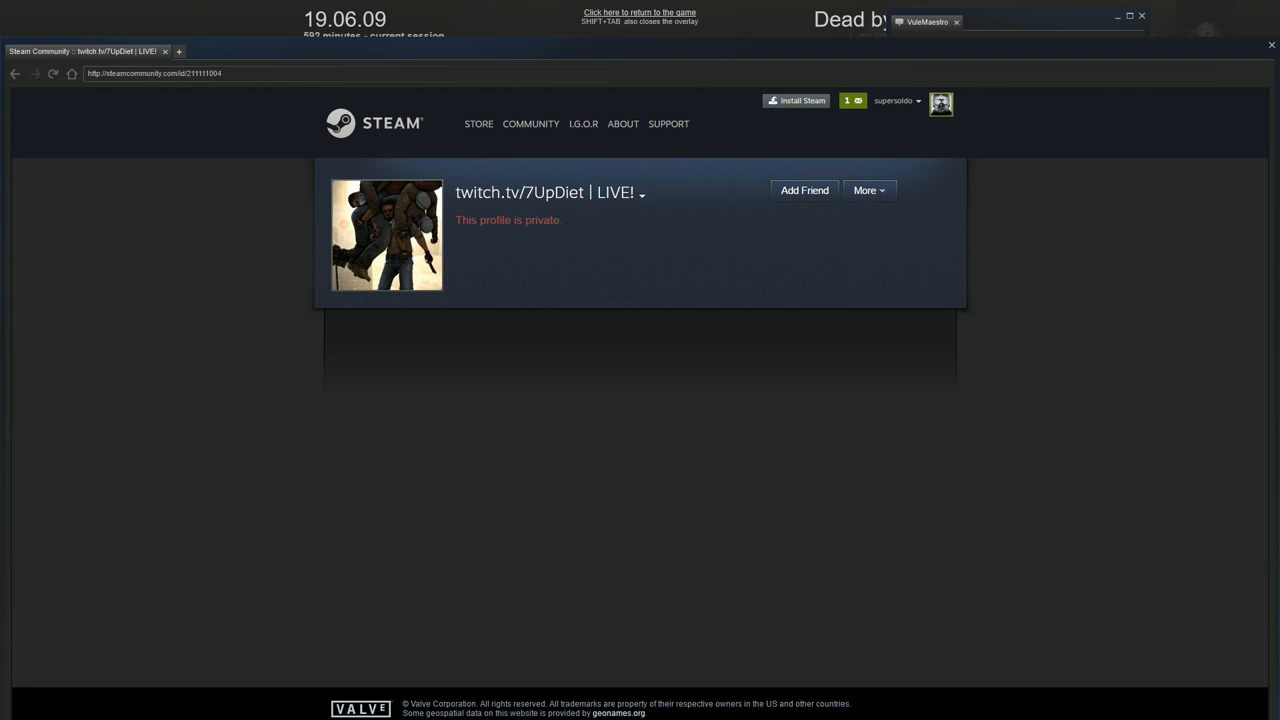 19.06.09
592 minutes - current session
Click here to return to the game
SHIFT+TAB also closes the overlay
Dead by
VuleMaestro
Steam Community :: twitch.tv/7UpDiet | LIVE!
http://steamcommunity.com/id/211111004
Install Steam
1
supersoldo
STEAM®
STORE
COMMUNITY
I.G.O.R
ABOUT
SUPPORT
twitch.tv/7UpDiet | LIVE!
Add Friend
More
This profile is private.
VALVE
© Valve Corporation. All rights reserved. All trademarks are property of their respective owners in the US and other countries.
Some geospatial data on this website is provided by geonames.org.